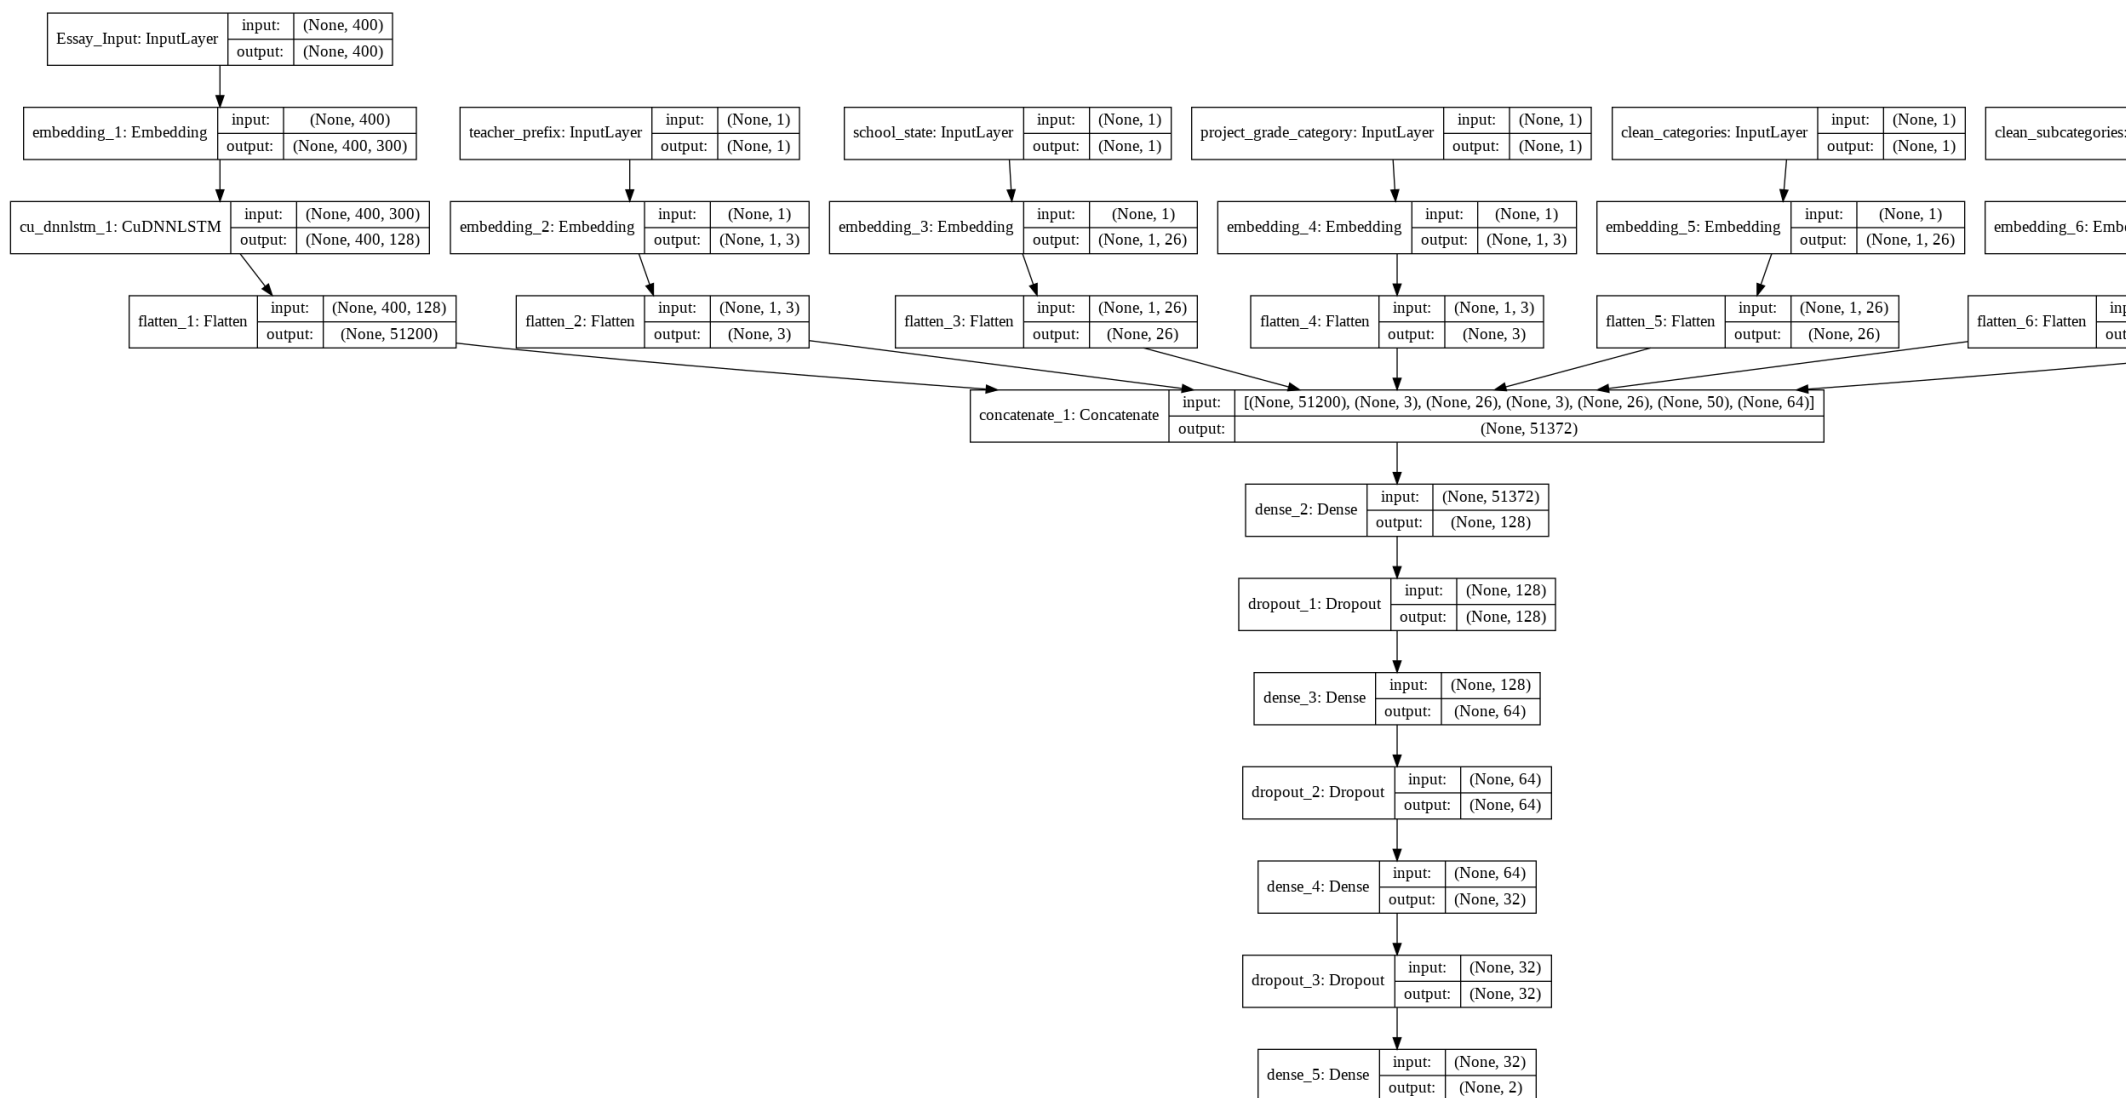 Essay_Input: InputLayer
input: (None, 400)
output: (None, 400)
embedding_1: Embedding
input: (None, 400)
output: (None, 400, 300)
teacher_prefix: InputLayer
input: (None, 1)
output: (None, 1)
school_state: InputLayer
input: (None, 1)
output: (None, 1)
project_grade_category: InputLayer
input: (None, 1)
output: (None, 1)
clean_categories: InputLayer
input: (None, 1)
output: (None, 1)
clean_subcategories:
cu_dnnlstm_1: CuDNNLSTM
input: (None, 400, 300)
output: (None, 400, 128)
embedding_2: Embedding
input: (None, 1)
output: (None, 1, 3)
embedding_3: Embedding
input: (None, 1)
output: (None, 1, 26)
embedding_4: Embedding
input: (None, 1)
output: (None, 1, 3)
embedding_5: Embedding
input: (None, 1)
output: (None, 1, 26)
embedding_6:
flatten_1: Flatten
input: (None, 400, 128)
output: (None, 51200)
flatten_2: Flatten
input: (None, 1, 3)
output: (None, 3)
flatten_3: Flatten
input: (None, 1, 26)
output: (None, 26)
flatten_4: Flatten
input: (None, 1, 3)
output: (None, 3)
flatten_5: Flatten
input: (None, 1, 26)
output: (None, 26)
flatten_6: Flatten
concatenate_1: Concatenate
input: [(None, 51200), (None, 3), (None, 26), (None, 3), (None, 26), (None, 50), (None, 64)]
output: (None, 51372)
dense_2: Dense
input: (None, 51372)
output: (None, 128)
dropout_1: Dropout
input: (None, 128)
output: (None, 128)
dense_3: Dense
input: (None, 128)
output: (None, 64)
dropout_2: Dropout
input: (None, 64)
output: (None, 64)
dense_4: Dense
input: (None, 64)
output: (None, 32)
dropout_3: Dropout
input: (None, 32)
output: (None, 32)
dense_5: Dense
input: (None, 32)
output: (None, 2)